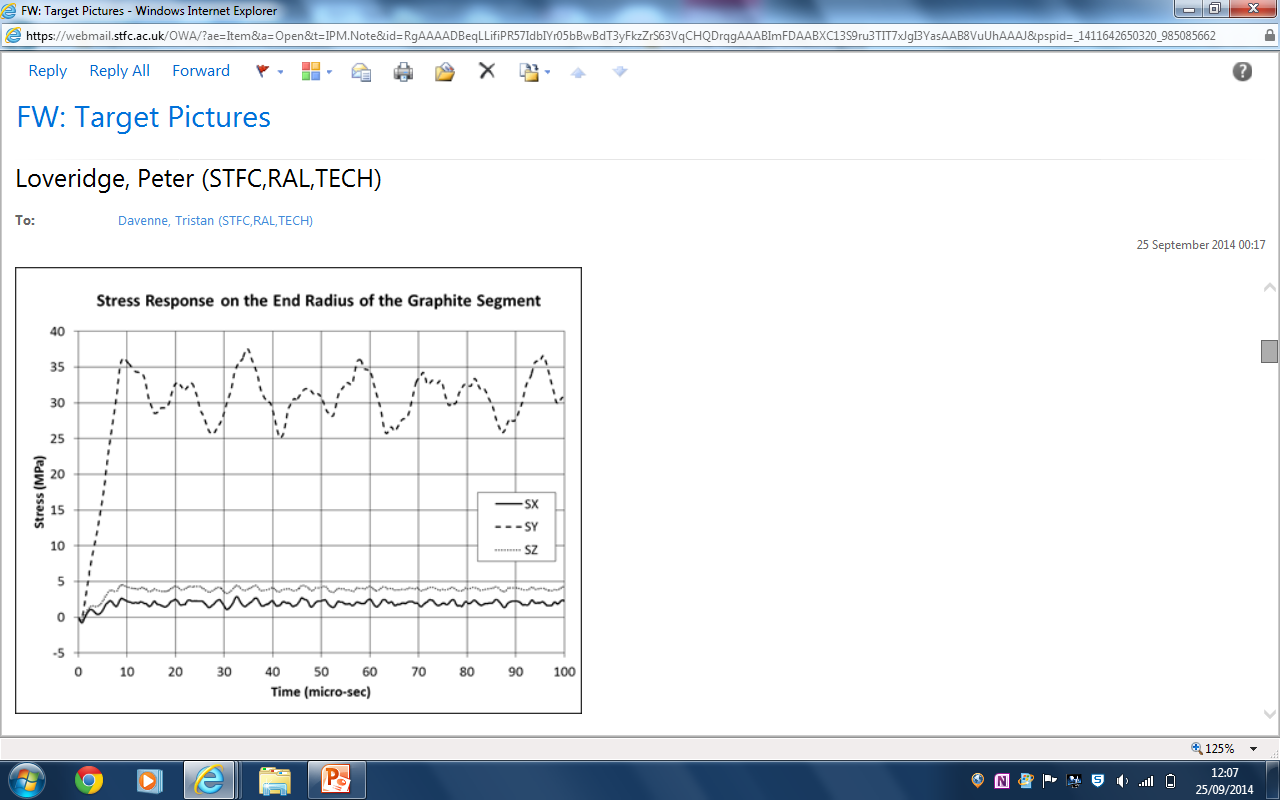 FW: Target Pictures - Windows Internet Explorer
https://webmail.stfc.ac.uk/OWA/?ae=Item&a=Open&t=IPM.Note&id=RgAAAADBeqLLifiPR57IdbIYr05bBwBdT3yFkzZrS63VqCHQDrqgAAABImFDAABXC13S9ru3TIT7xJgI3YasAAB8VuUhAAAJ&pspid=_1411642650320_985085662
Reply Reply All Forward
FW: Target Pictures
Loveridge, Peter (STFC,RAL,TECH)
To: Davenne, Tristan (STFC,RAL,TECH)
25 September 2014 00:17
Stress Response on the End Radius of the Graphite Segment
40
35
30
25
20
15
10
5
0
-5
Stress (MPa)
SX
SY
SZ
0 10 20 30 40 50 60 70 80 90 100
Time (micro-sec)
125%
12:07
25/09/2014